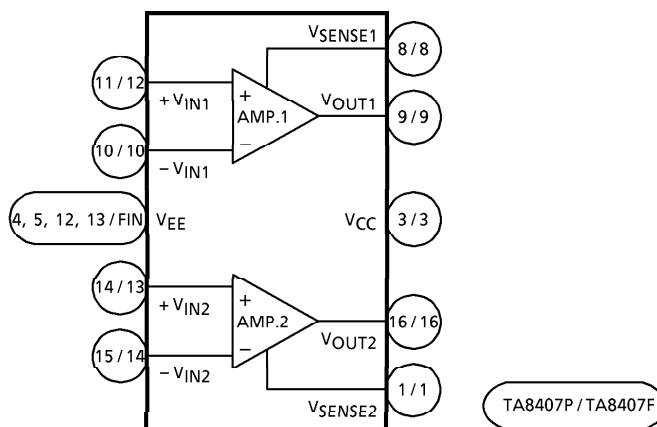 VSENSE1
8 / 8
11 / 12
+ VIN1
+
AMP.1
−
VOUT1
9 / 9
10 / 10
− VIN1
4, 5, 12, 13 / FIN
VEE
VCC
3 / 3
14 / 13
+ VIN2
+
AMP.2
−
VOUT2
16 / 16
15 / 14
− VIN2
1 / 1
VSENSE2
TA8407P / TA8407F